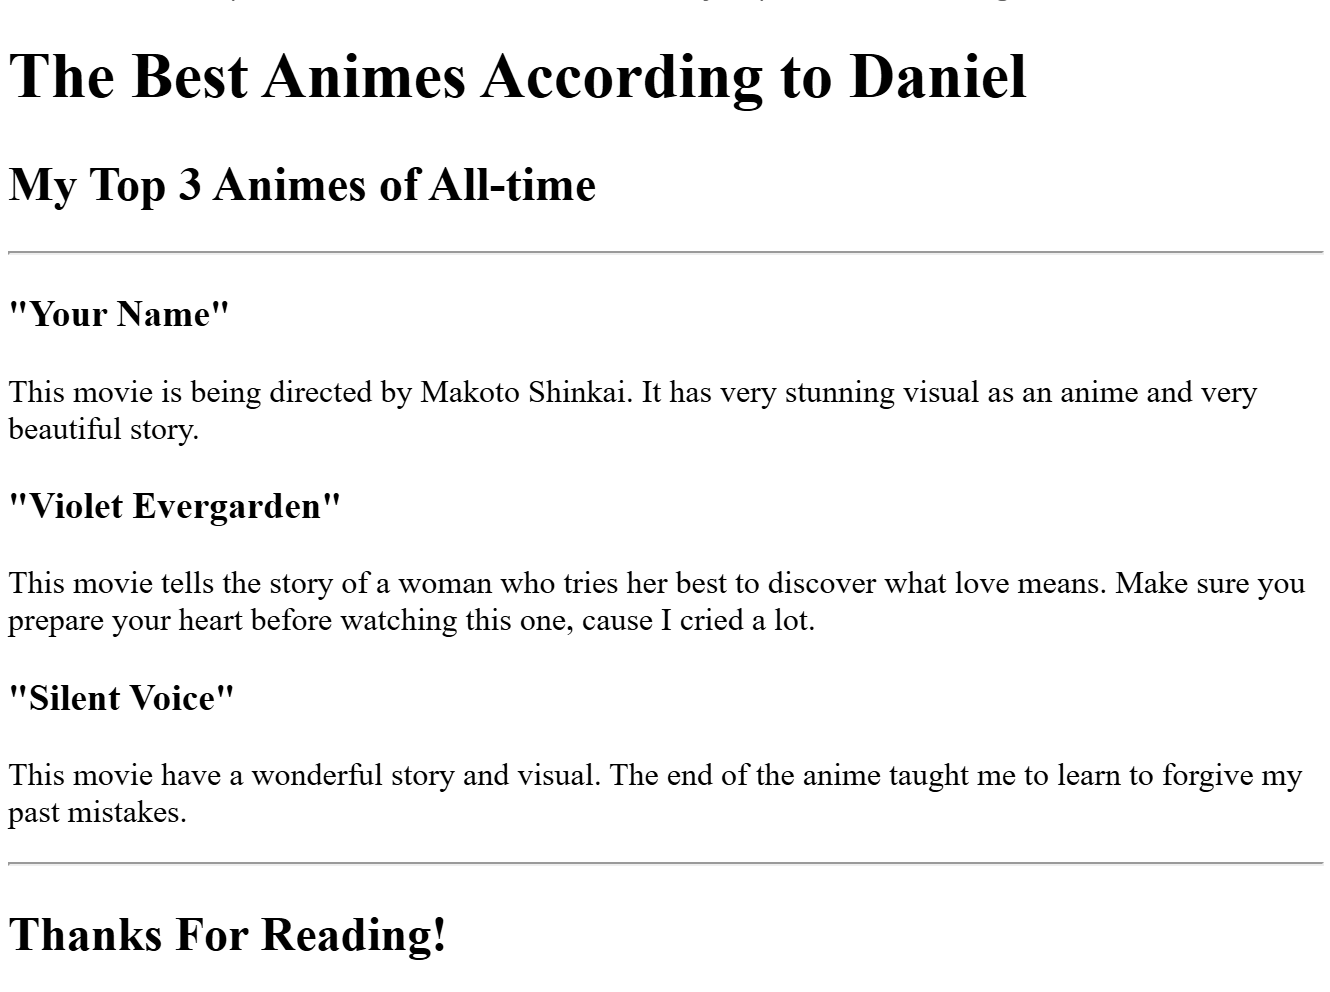 The Best Animes According to Daniel
My Top 3 Animes of All-time
"Your Name"
This movie is being directed by Makoto Shinkai. It has very stunning visual as an anime and very
beautiful story.
"Violet Evergarden"
This movie tells the story of a woman who tries her best to discover what love means. Make sure you
prepare your heart before watching this one, cause I cried a lot.
"Silent Voice"
This movie have a wonderful story and visual. The end of the anime taught me to learn to forgive my
past mistakes.
Thanks For Reading!